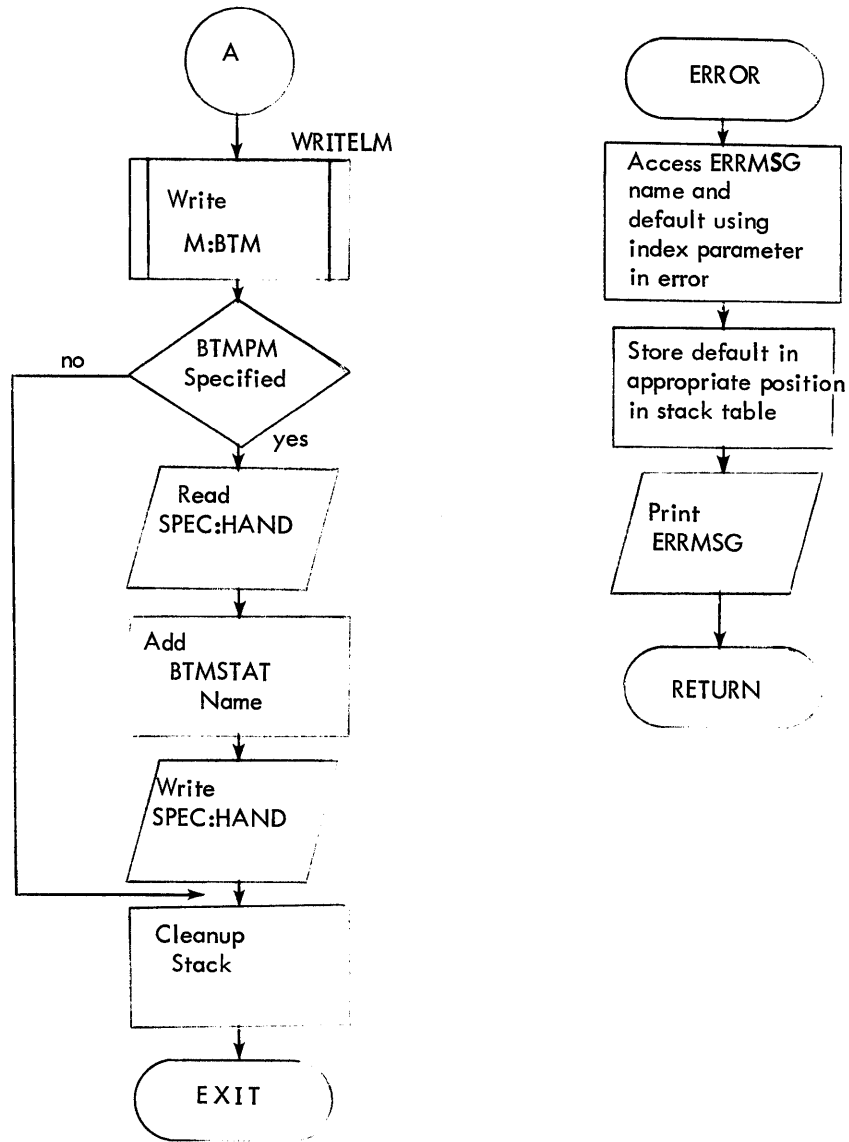 A
WRITELM
Write
M:BTM
BTMPM
Specified
no
yes
Read
SPEC:HAND
Add
BTMSTAT
Name
Write
SPEC:HAND
Cleanup
Stack
EXIT
ERROR
Access ERRMSG
name and
default using
index parameter
in error
Store default in
appropriate position
in stack table
Print
ERRMSG
RETURN